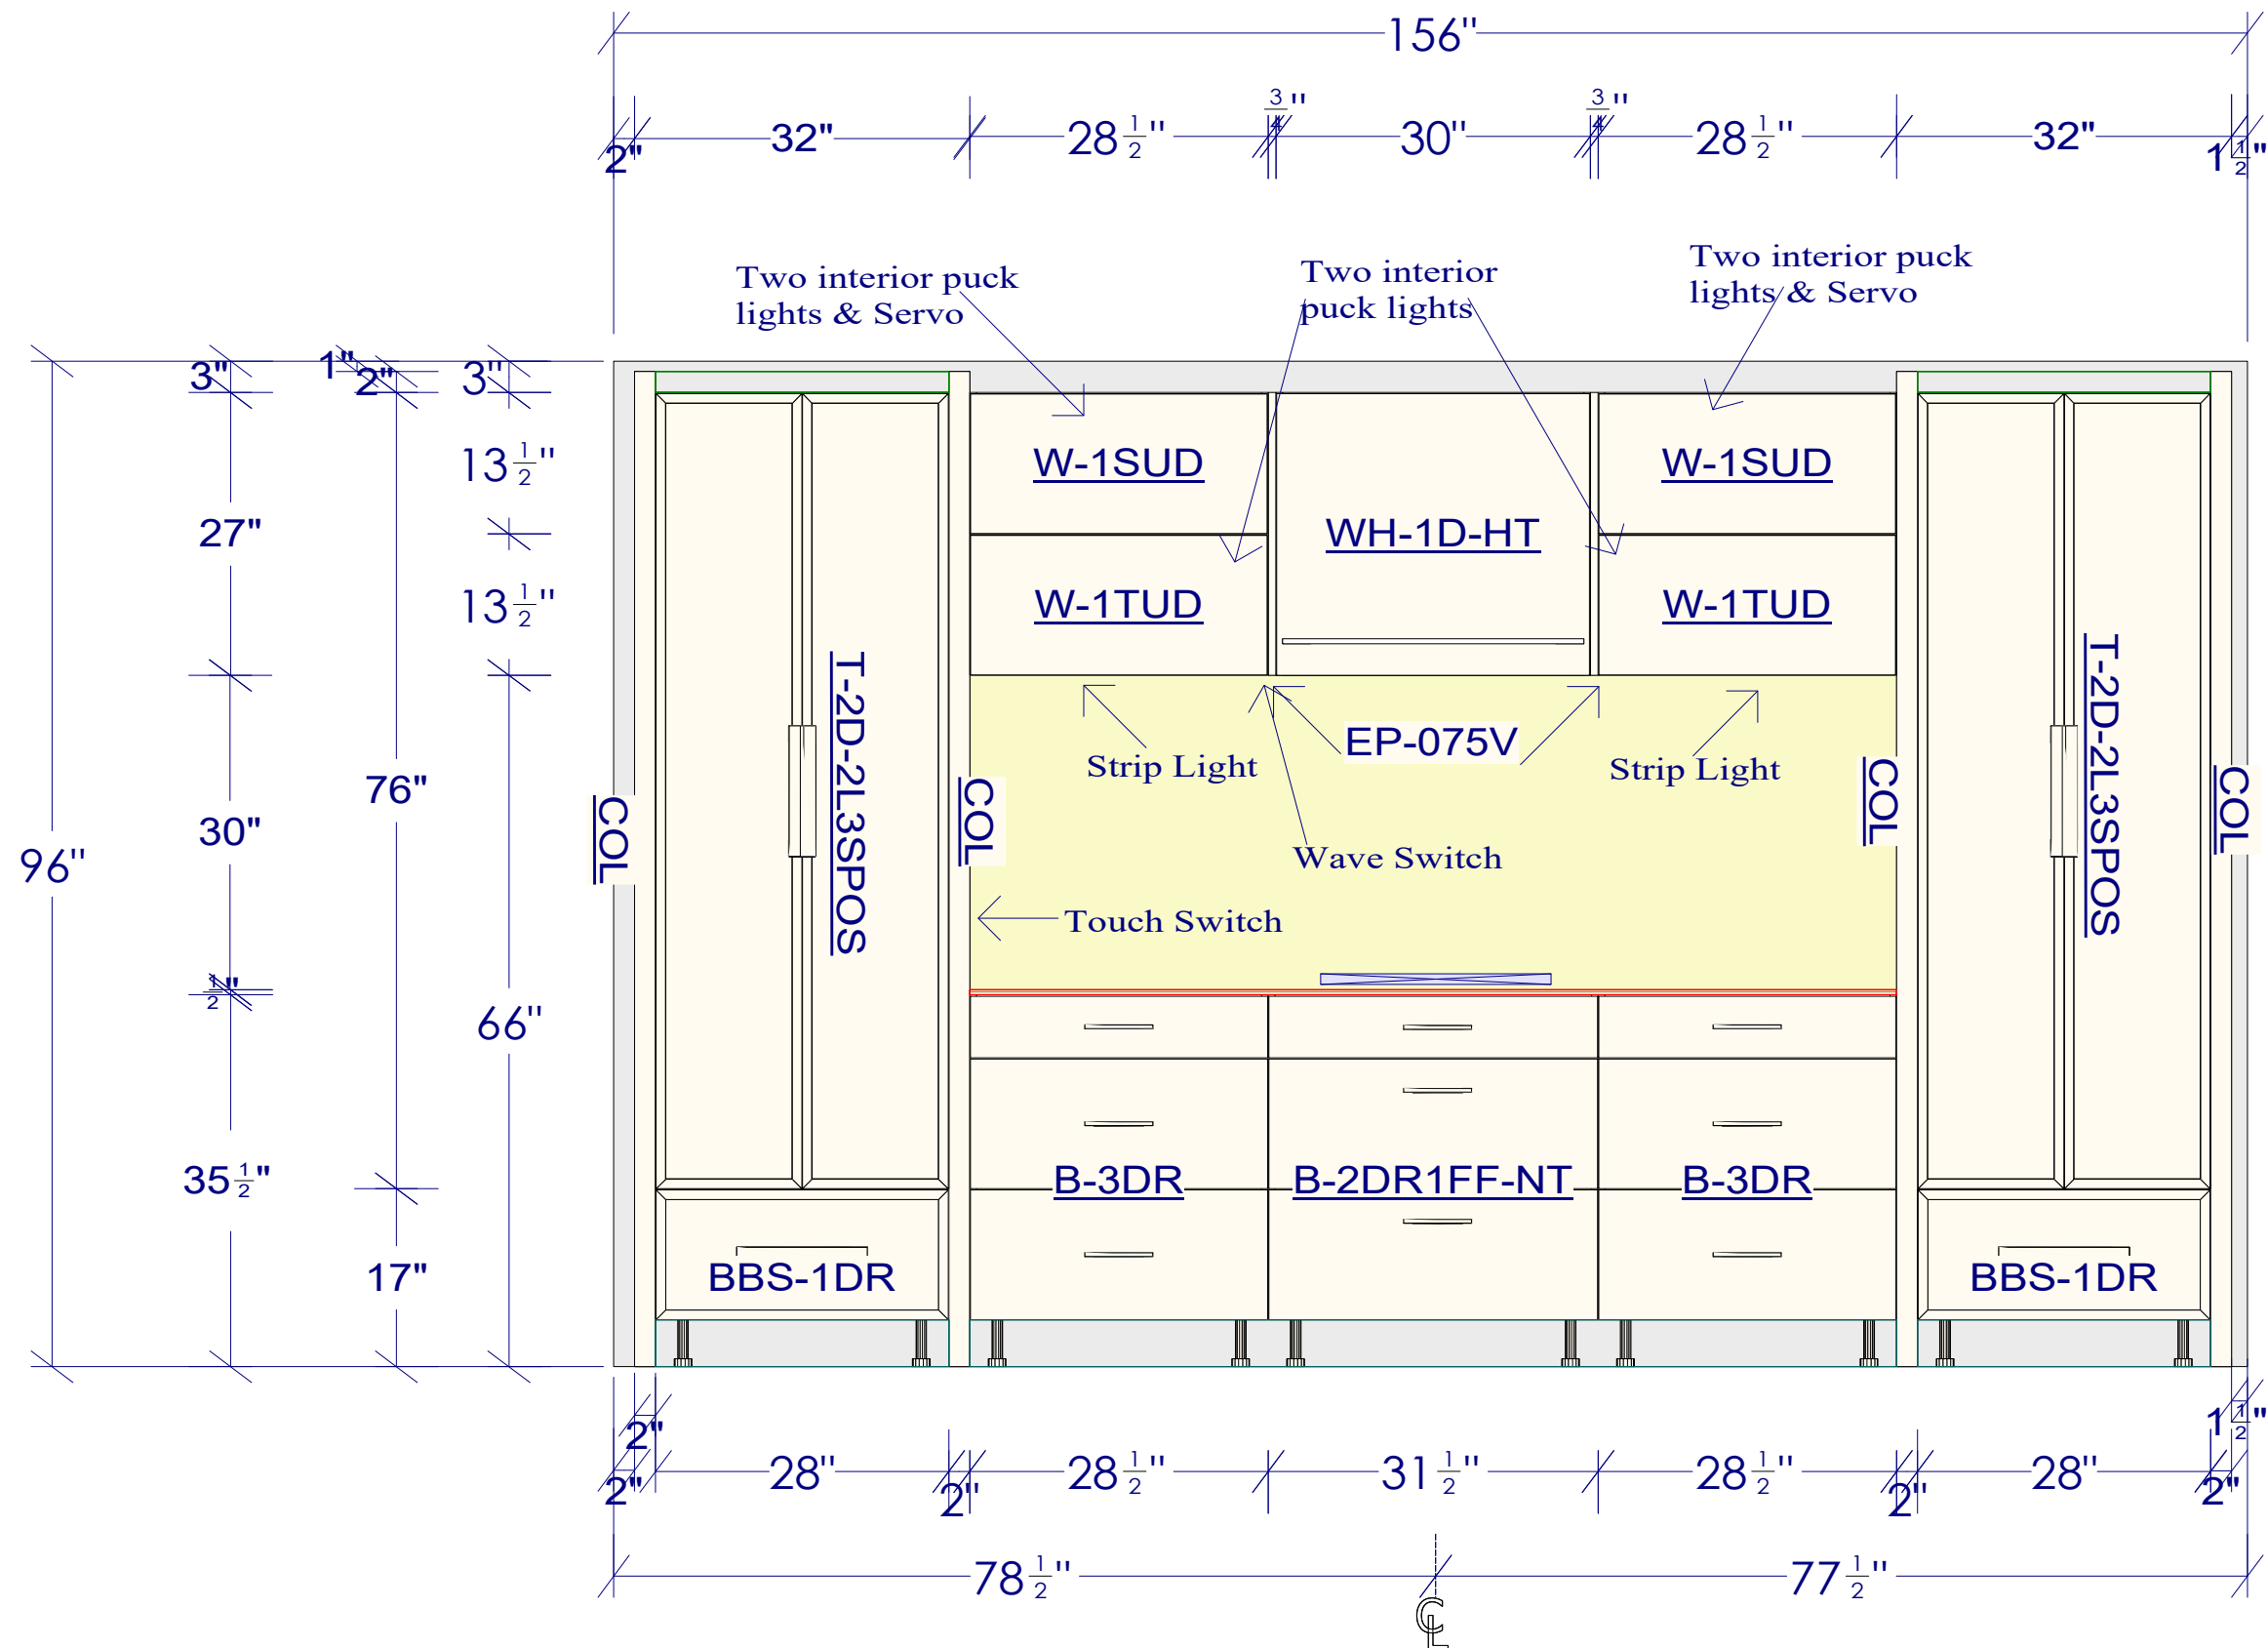 156"
3/4"
3/4"
2"
32"
28 1/2"
30"
28 1/2"
32"
1 1/2"
Two interior puck
lights & Servo
Two interior
puck lights
Two interior puck
lights & Servo
3"
1"
2"
3"
13 1/2"
27"
13 1/2"
76"
30"
96"
1/2"
66"
35 1/2"
17"
W-1SUD
W-1SUD
WH-1D-HT
W-1TUD
W-1TUD
T-2D-2L3SPOS
T-2D-2L3SPOS
EP-075V
Strip Light
Strip Light
COL
COL
COL
COL
Wave Switch
Touch Switch
B-3DR
B-2DR1FF-NT
B-3DR
BBS-1DR
BBS-1DR
2"
1 1/2"
2"
28"
2"
28 1/2"
31 1/2"
28 1/2"
2"
28"
2"
78 1/2"
77 1/2"
CL